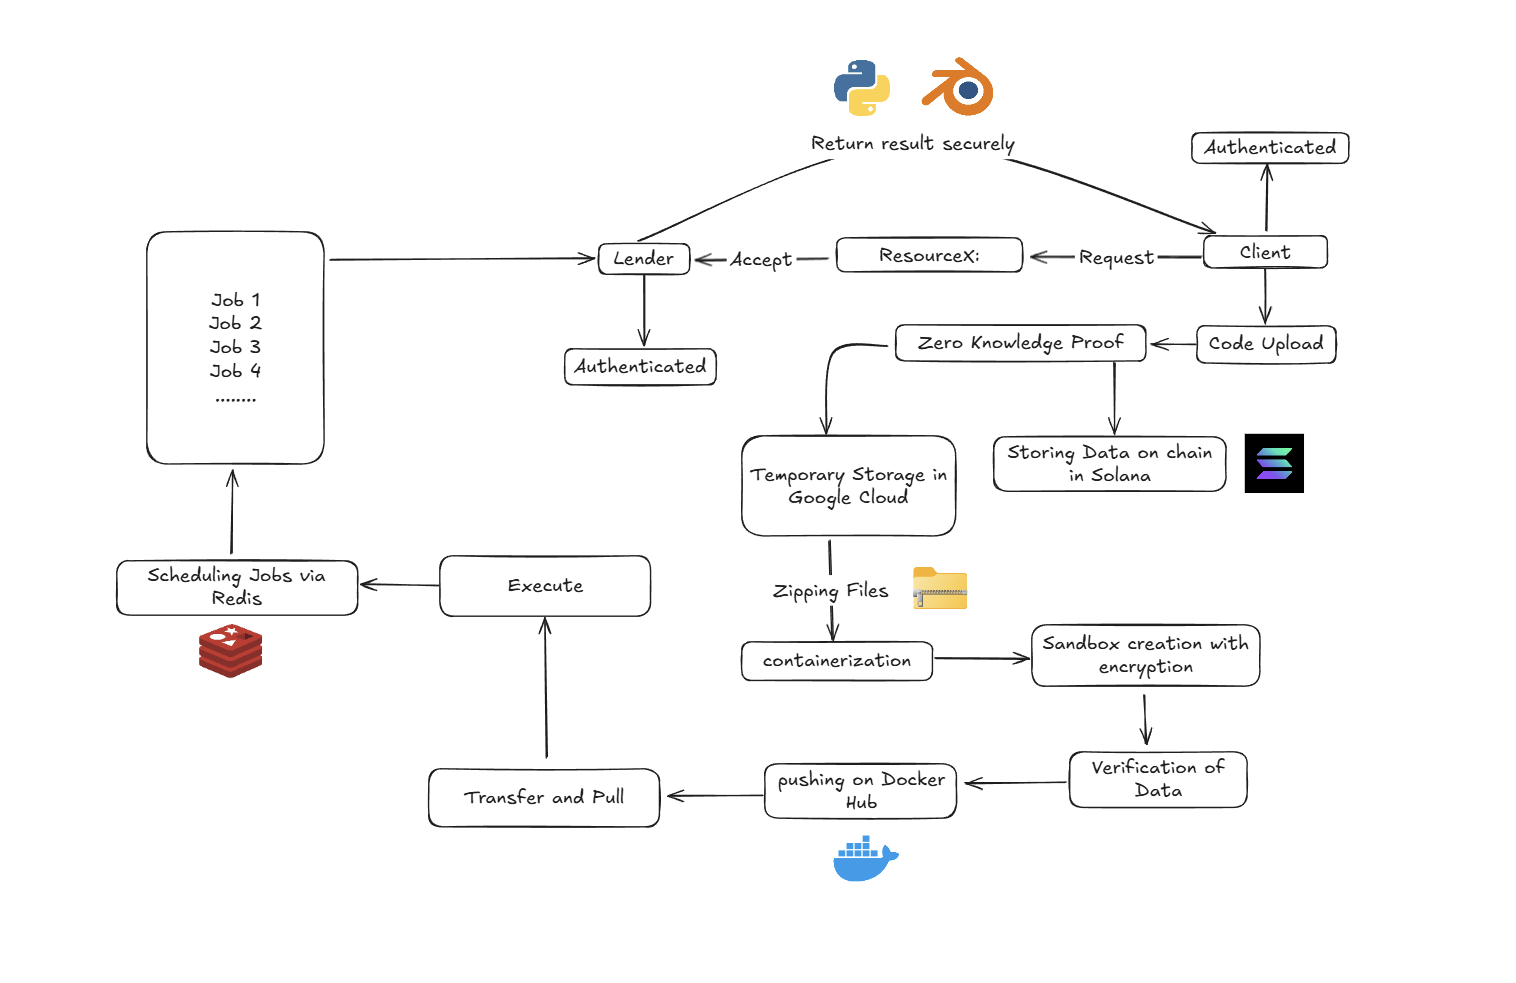 Return result securely
Authenticated
Lender
Accept
ResourceX:
Request
Client
Job 1
Job 2
Job 3
Job 4
........
Authenticated
Zero Knowledge Proof
Code Upload
Temporary Storage in
Google Cloud
Storing Data on chain
in Solana
Scheduling Jobs via
Redis
Execute
Zipping Files
containerization
Sandbox creation with
encryption
Transfer and Pull
pushing on Docker
Hub
Verification of
Data